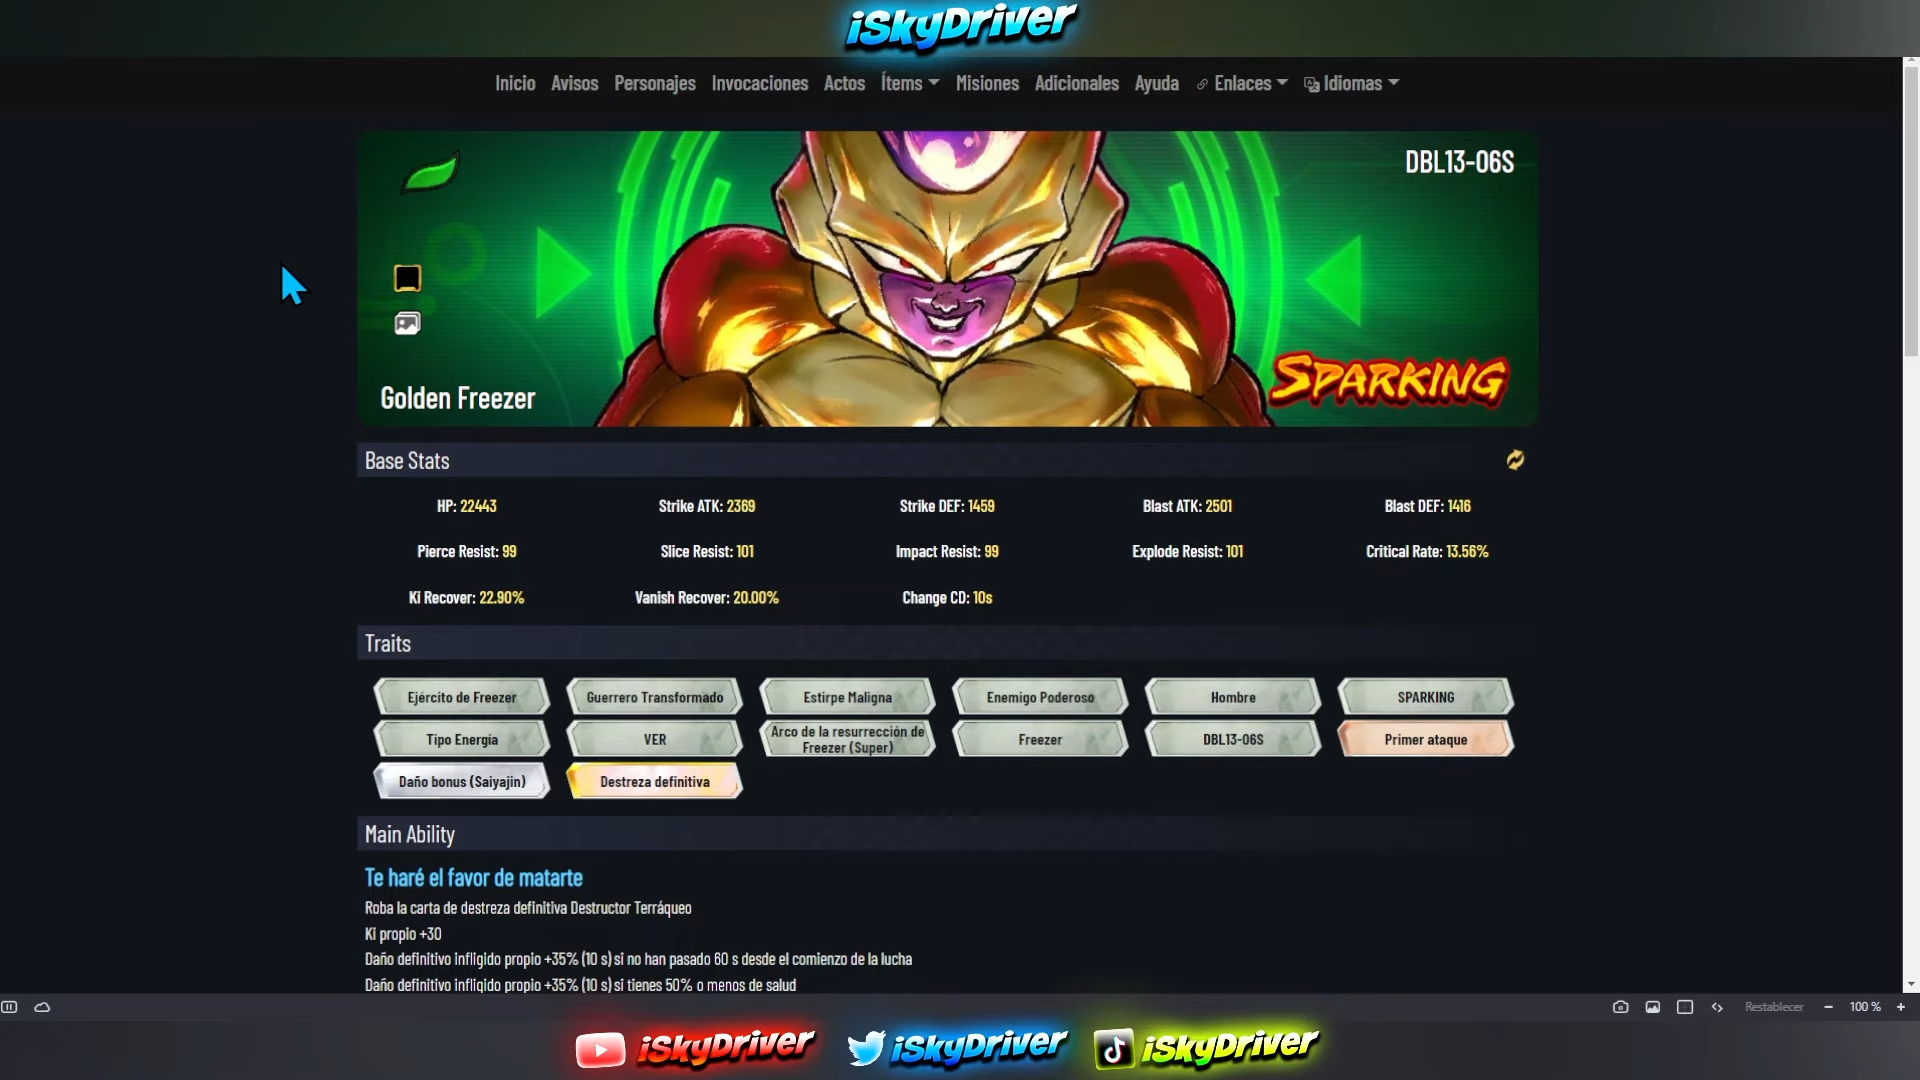 iSkyDriver
Inicio Avisos Personajes Invocaciones Actos Ítems Misiones Adicionales Ayuda Enlaces Idiomas
DBL13-06S
Golden Freezer
SPARKING
Base Stats
HP: 22443 Strike ATK: 2369 Strike DEF: 1459 Blast ATK: 2501 Blast DEF: 1416
Pierce Resist: 99 Slice Resist: 101 Impact Resist: 99 Explode Resist: 101 Critical Rate: 13.56%
Ki Recover: 22.90% Vanish Recover: 20.00% Change CD: 10s
Traits
Ejército de Freezer Guerrero Transformado Estirpe Maligna Enemigo Poderoso Hombre SPARKING
Tipo Energía VER Arco de la resurrección de Freezer (Super) Freezer DBL13-06S Primer ataque
Daño bonus (Saiyajin) Destreza definitiva
Main Ability
Te haré el favor de matarte
Roba la carta de destreza definitiva Destructor Terráqueo
Ki propio +30
Daño definitivo infligido propio +35% (10 s) si no han pasado 60 s desde el comienzo de la lucha
Daño definitivo infligido propio +35% (10 s) si tienes 50% o menos de salud
Restablecer − 100 % +
iSkyDriver iSkyDriver iSkyDriver